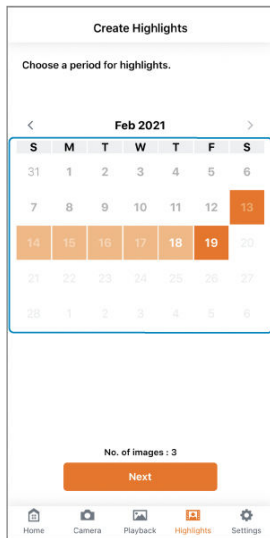 Create Highlights
Choose a period for highlights.
< Feb 2021 >
S M T W T F S
31 1 2 3 4 5 6
7 8 9 10 11 12 13
14 15 16 17 18 19 20
21 22 23 24 25 26 27
28 1 2 3 4 5 6
No. of images : 3
Next
Home Camera Playback Highlights Settings